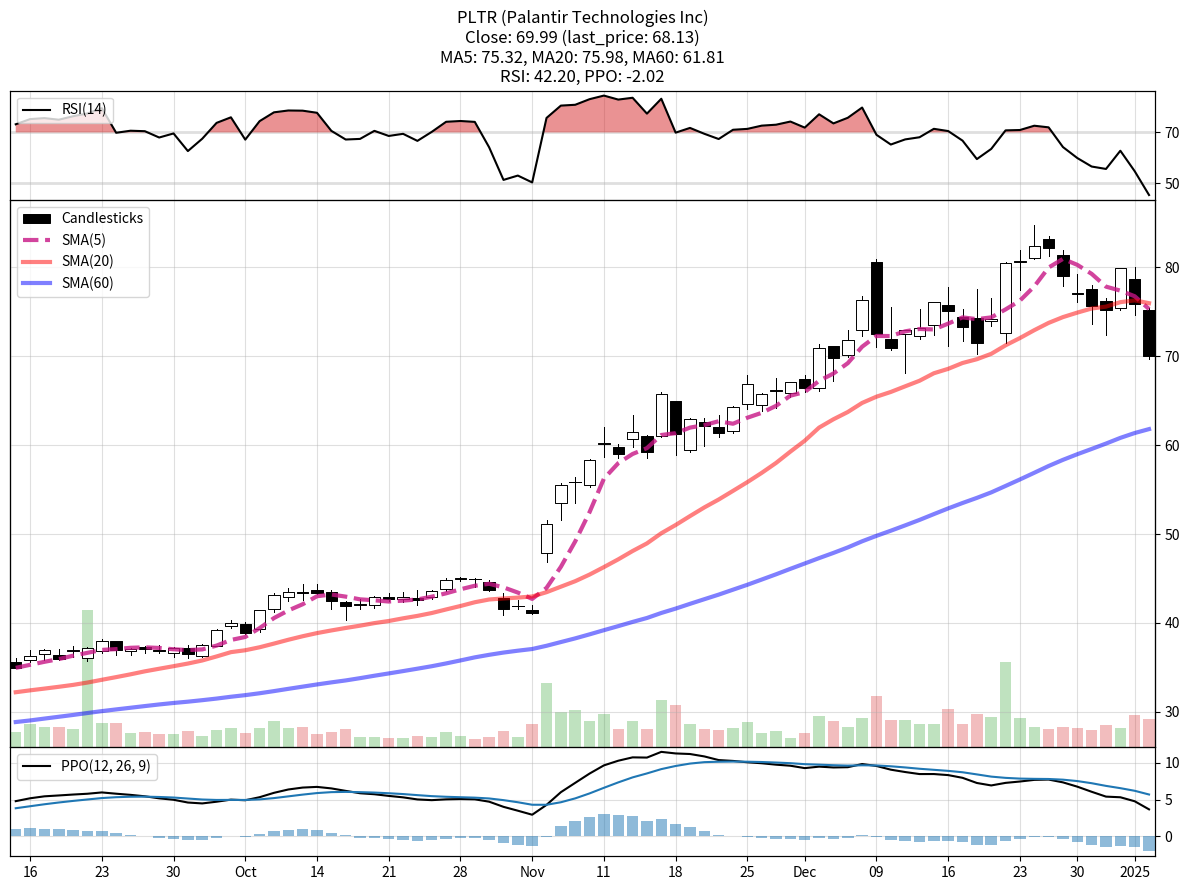 PLTR (Palantir Technologies Inc)
Close: 69.99 (last_price: 68.13)
MA5: 75.32, MA20: 75.98, MA60: 61.81
RSI: 42.20, PPO: -2.02
RSI(14)
70
50
Candlesticks
SMA(5)
SMA(20)
SMA(60)
80
70
60
50
40
30
PPO(12, 26, 9)
10
5
0
16 23 30 Oct 14 21 28 Nov 11 18 25 Dec 09 16 23 30 2025